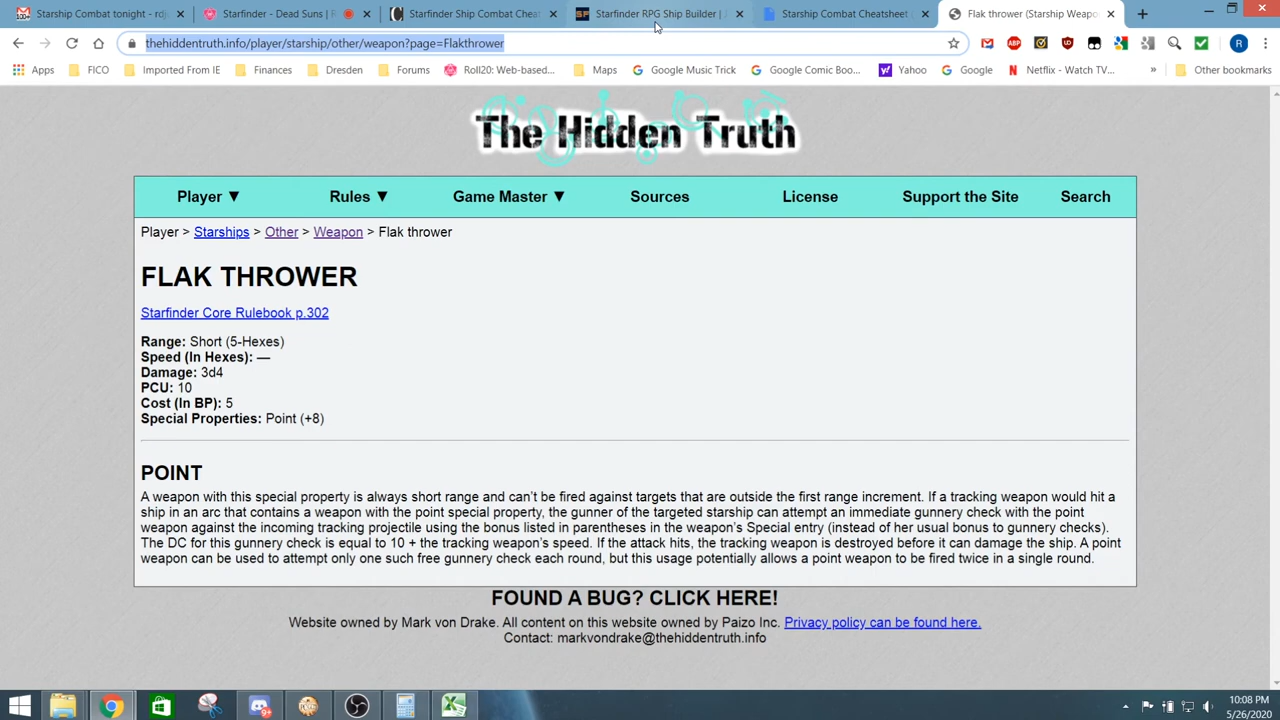 Starship Combat tonight - rdj
Starfinder - Dead Suns | R
Starfinder Ship Combat Cheat
Starfinder RPG Ship Builder | A
Ship Combat Cheatsheet
Flak thrower (Starship Weapo
thehiddentruth.info/player/starship/other/weapon?page=Flakthrower
Apps FICO Imported From IE Finances Dresden Forums Roll20: Web-based... Maps Google Music Trick Google Comic Boo... Yahoo Google Netflix - Watch TV... » Other bookmarks
The Hidden Truth
Player ▼ Rules ▼ Game Master ▼ Sources License Support the Site Search
Player > Starships > Other > Weapon > Flak thrower
FLAK THROWER
Starfinder Core Rulebook p.302
Range: Short (5-Hexes)
Speed (In Hexes): —
Damage: 3d4
PCU: 10
Cost (In BP): 5
Special Properties: Point (+8)
POINT
A weapon with this special property is always short range and can't be fired against targets that are outside the first range increment. If a tracking weapon would hit a
ship in an arc that contains a weapon with the point special property, the gunner of the targeted starship can attempt an immediate gunnery check with the point
weapon against the incoming tracking projectile using the bonus listed in parentheses in the weapon's Special entry (instead of her usual bonus to gunnery checks).
The DC for this gunnery check is equal to 10 + the tracking weapon's speed. If the attack hits, the tracking weapon is destroyed before it can damage the ship. A point
weapon can be used to attempt only one such free gunnery check each round, but this usage potentially allows a point weapon to be fired twice in a single round.
FOUND A BUG? CLICK HERE!
Website owned by Mark von Drake. All content on this website owned by Paizo Inc. Privacy policy can be found here.
Contact: markvondrake@thehiddentruth.info
10:08 PM
5/26/2020